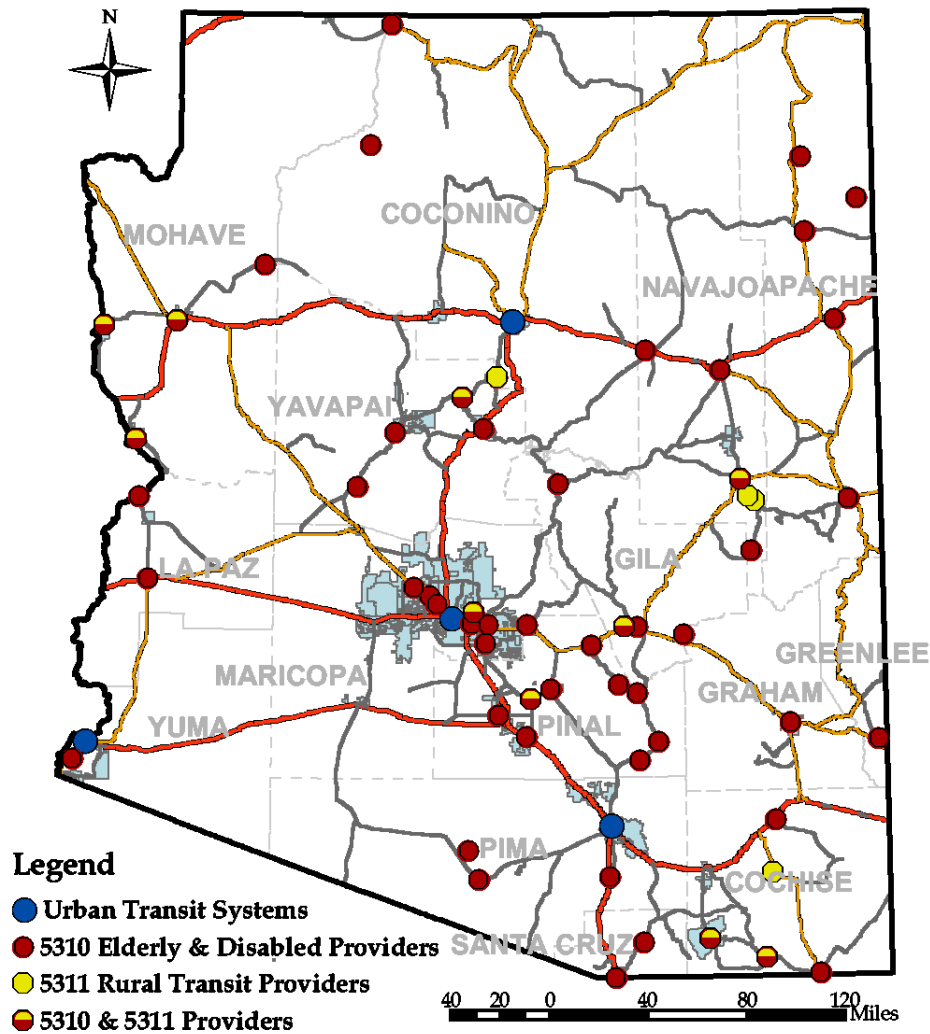 N
COCONINO
MOHAVE
NAVAJOAPACHE
YAVAPAI
GILA
LA PAZ
GREENLEE
MARICOPA
GRAHAM
YUMA
PINAL
PIMA
COCHISE
SANTA CRUZ
Legend
Urban Transit Systems
5310 Elderly & Disabled Providers
5311 Rural Transit Providers
5310 & 5311 Providers
40 20 0 40 80 120
Miles